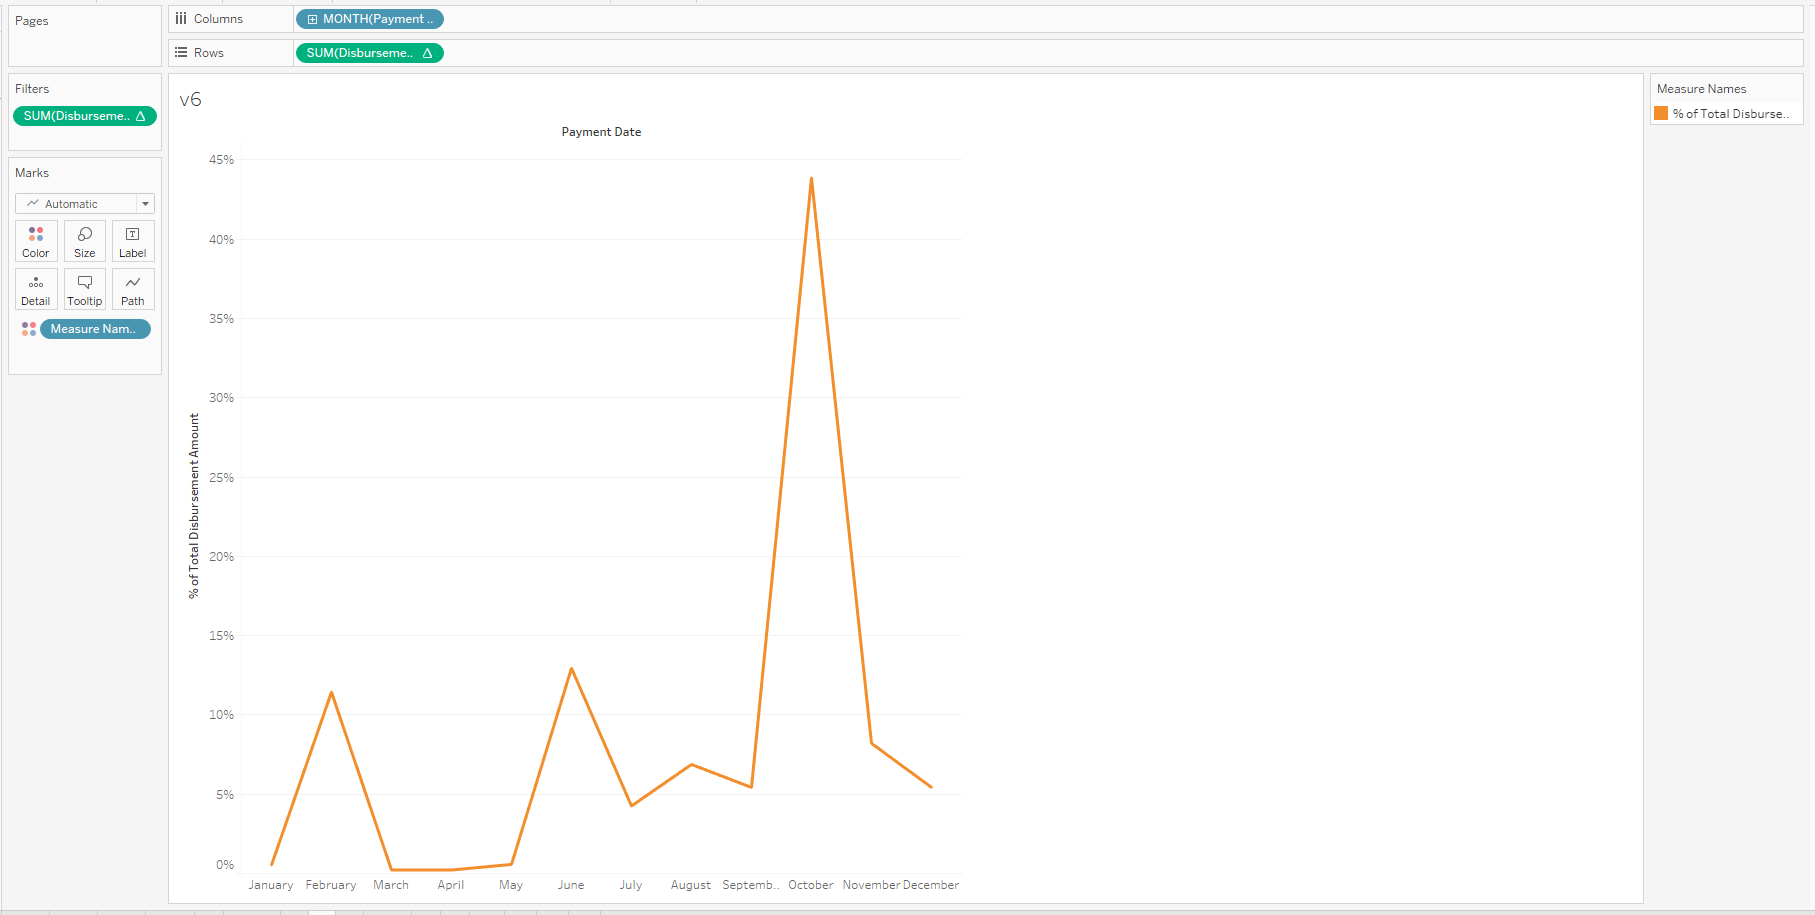 Pages
Columns
MONTH(Payment ..
Rows
SUM(Disburseme..
Filters
SUM(Disburseme..
Marks
Automatic
Color
Size
Label
Detail
Tooltip
Path
Measure Nam..
v6
Payment Date
% of Total Disbursement Amount
45%
40%
35%
30%
25%
20%
15%
10%
5%
0%
January February March April May June July August Septemb.. October November December
Measure Names
% of Total Disburse..